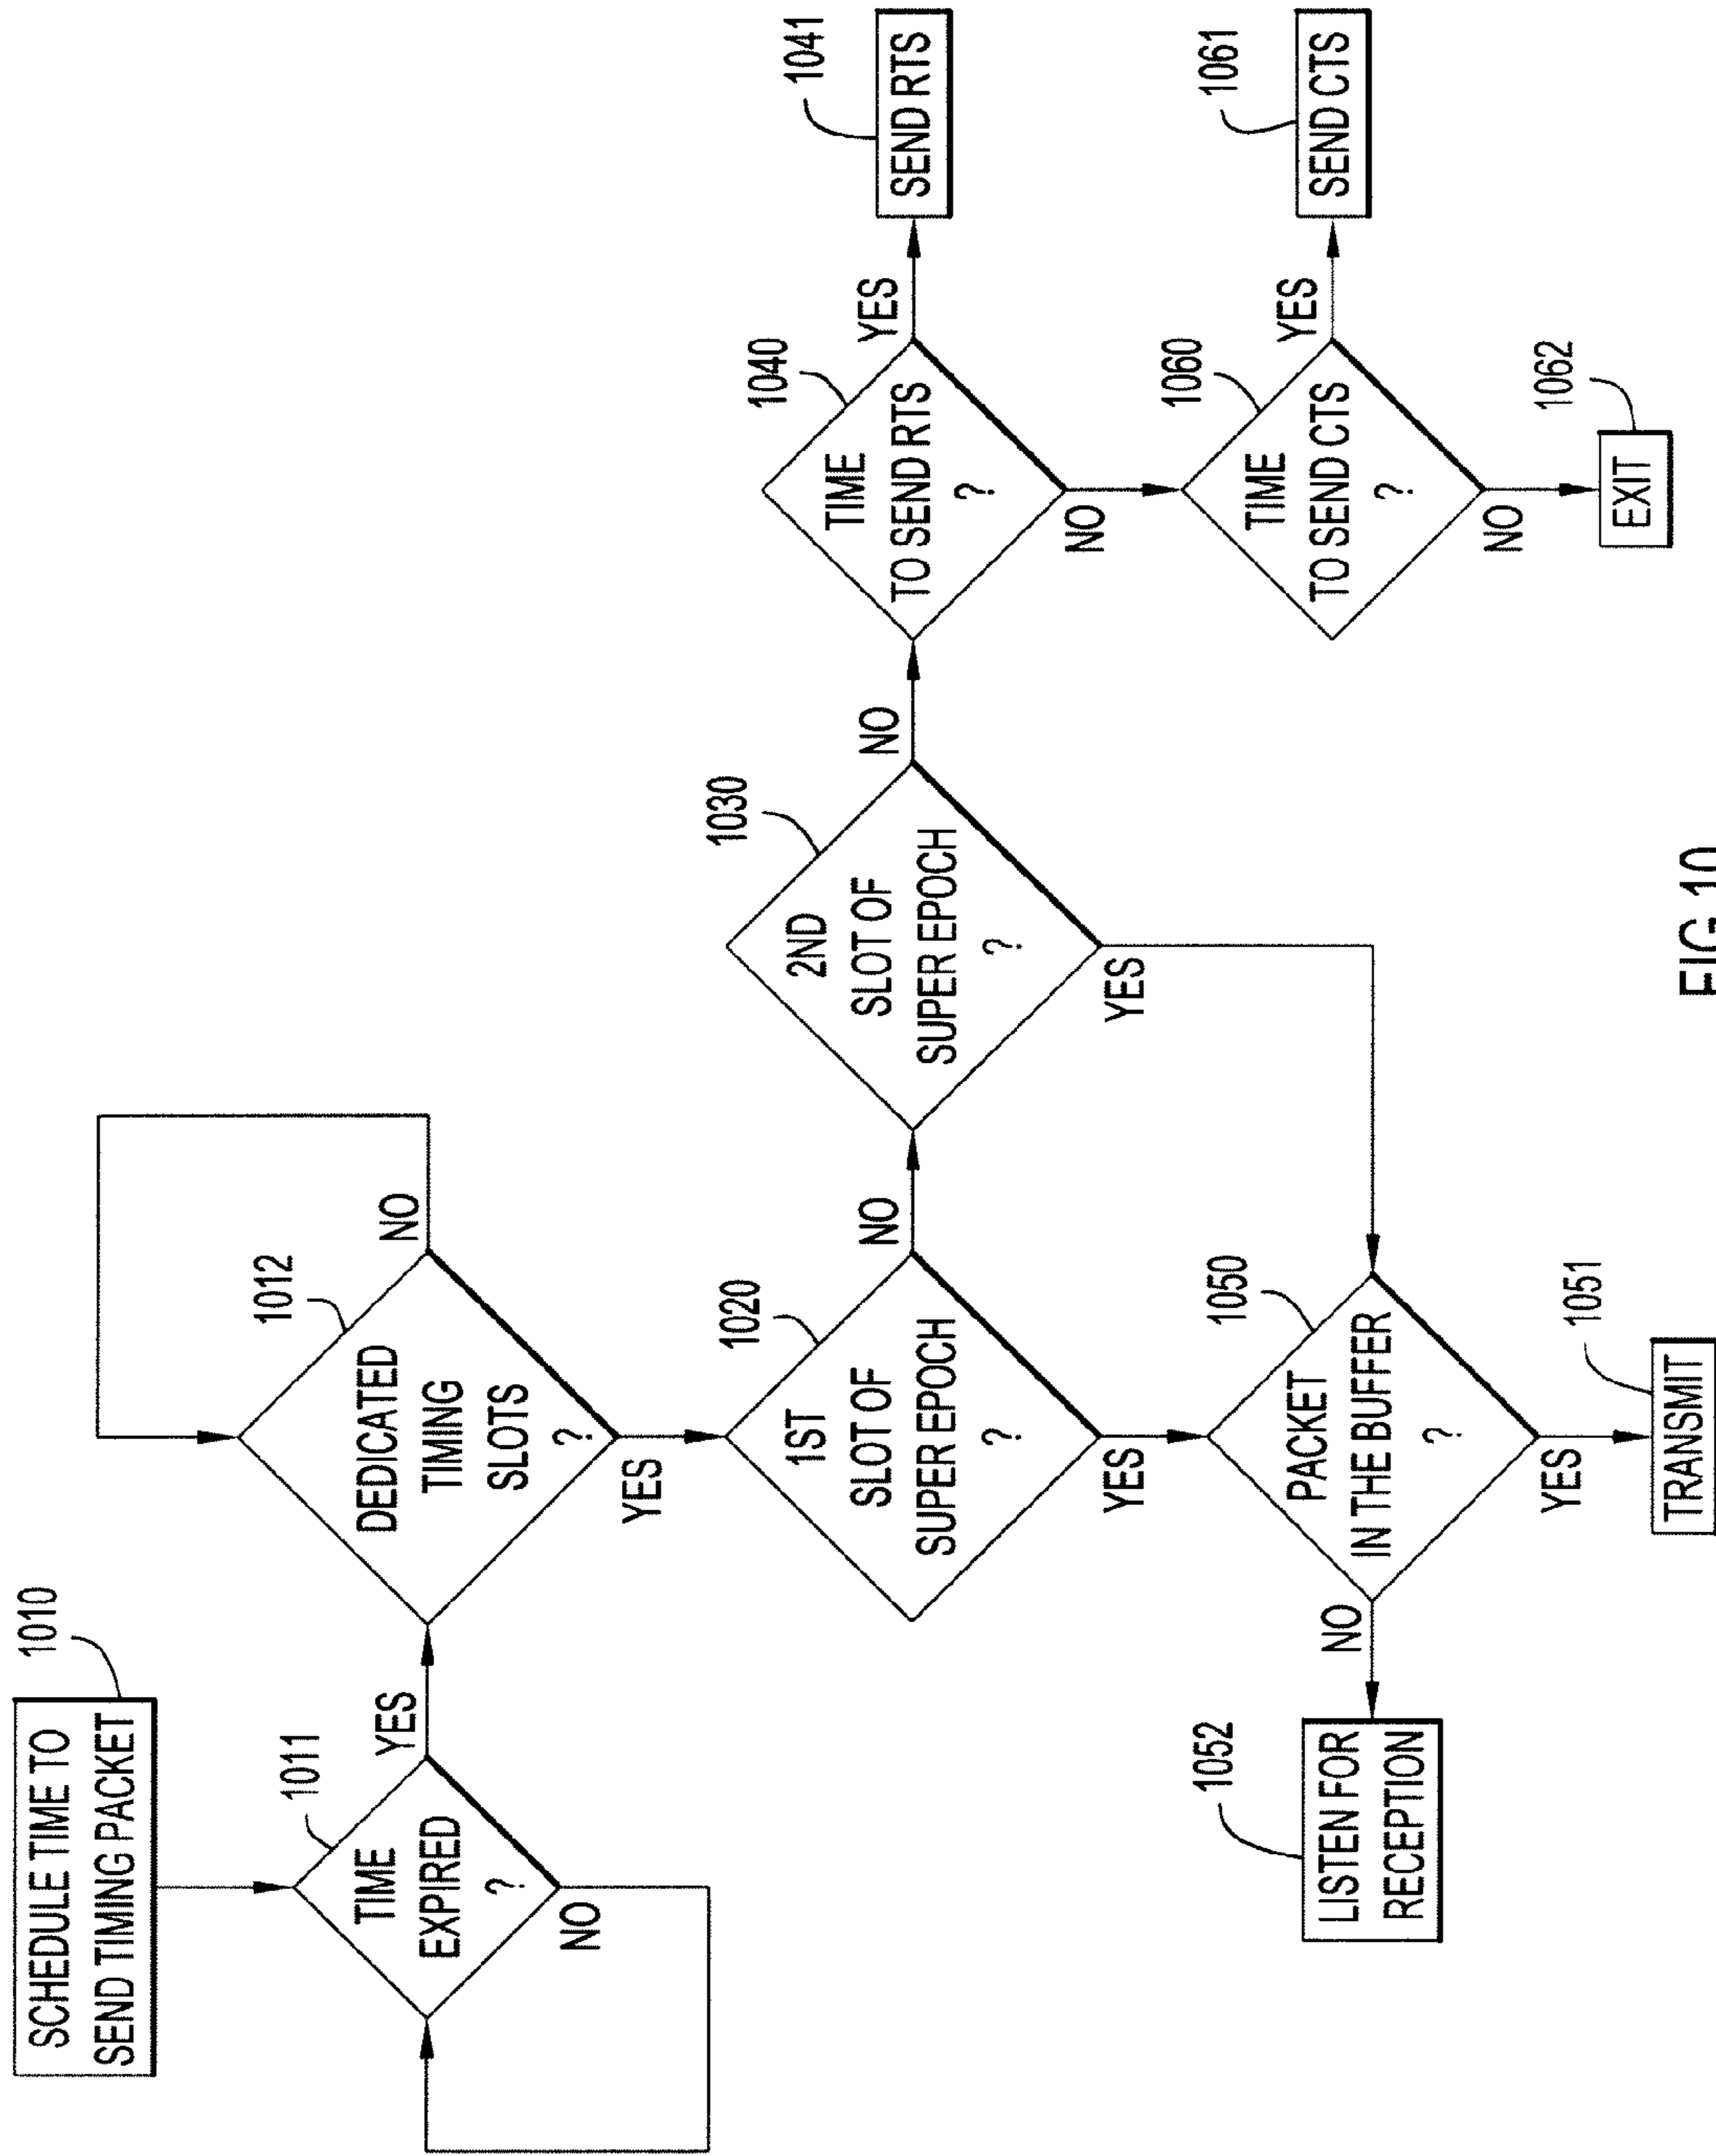 SCHEDULE TIME TO
SEND TIMING PACKET
1010
TIME
EXPIRED
?
1011
YES
NO
DEDICATED
TIMING
SLOTS
?
1012
NO
YES
1ST
SLOT OF
SUPER EPOCH
?
1020
NO
YES
2ND
SLOT OF
SUPER EPOCH
?
1030
NO
YES
TIME
TO SEND RTS
?
1040
YES
NO
SEND RTS
1041
LISTEN FOR
RECEPTION
1052
NO
PACKET
IN THE BUFFER
?
1050
YES
TRANSMIT
1051
TIME
TO SEND CTS
?
1060
YES
NO
SEND CTS
1061
EXIT
1062
FIG.10